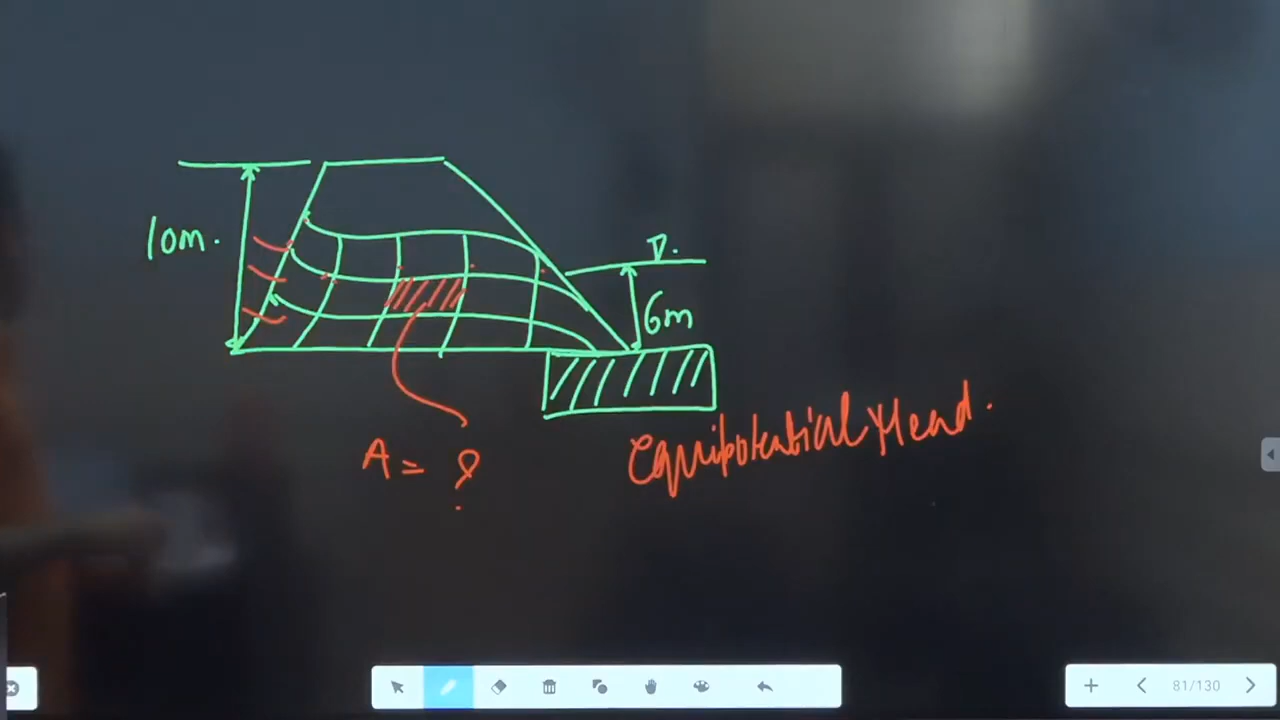 10m.
6m
A = ?
Equipotential Head.
81/130